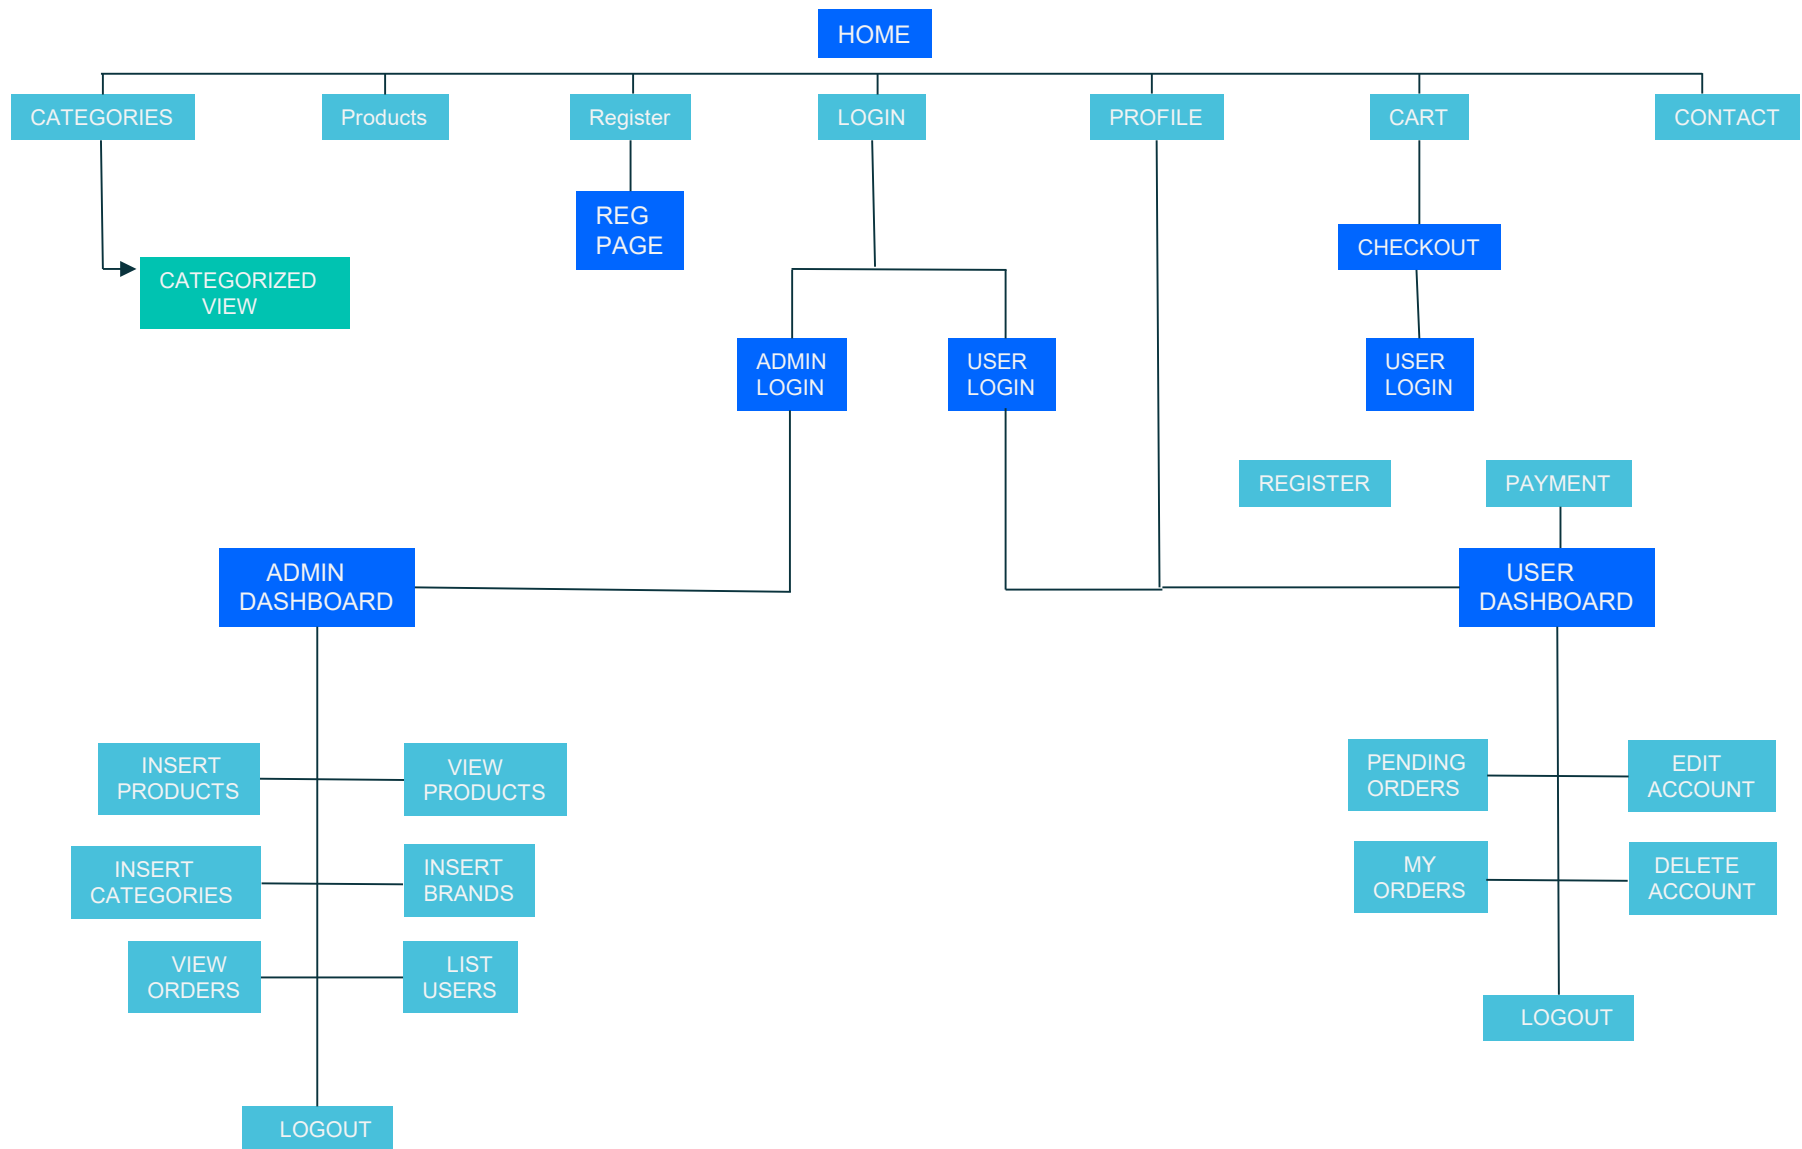 HOME
CATEGORIES
Products
Register
LOGIN
PROFILE
CART
CONTACT
REG
PAGE
CHECKOUT
CATEGORIZED
VIEW
ADMIN
LOGIN
USER
LOGIN
USER
LOGIN
REGISTER
PAYMENT
ADMIN
DASHBOARD
USER
DASHBOARD
INSERT
PRODUCTS
VIEW
PRODUCTS
PENDING
ORDERS
EDIT
ACCOUNT
INSERT
CATEGORIES
INSERT
BRANDS
MY
ORDERS
DELETE
ACCOUNT
VIEW
ORDERS
LIST
USERS
LOGOUT
LOGOUT